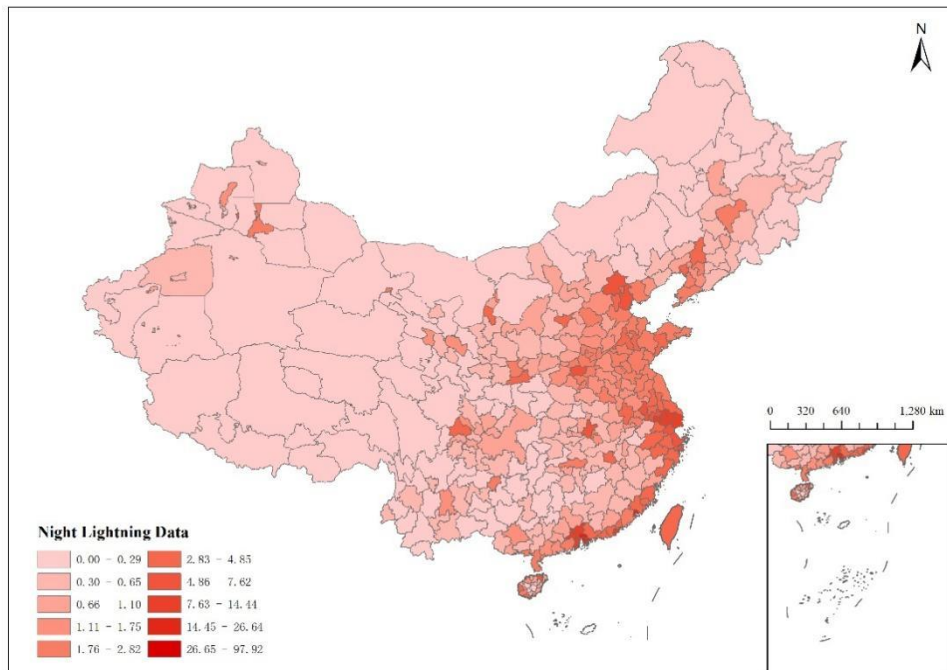 N
0 320 640 1,280 km
Night Lightning Data
0.00 - 0.29 2.83 - 4.85
0.30 - 0.65 4.86 7.62
0.66 1.10 7.63 - 14.44
1.11 - 1.75 14.45 - 26.64
1.76 - 2.82 26.65 - 97.92